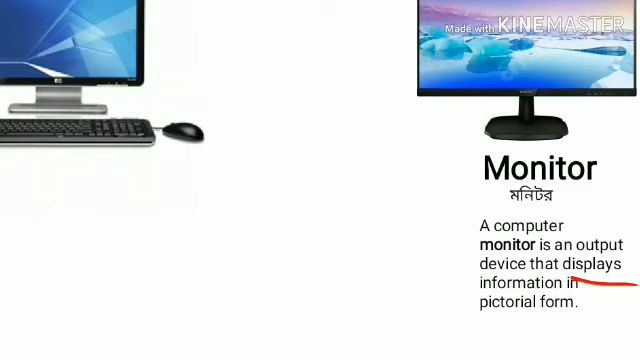 Made with KINEMASTER
Monitor
মনিটর
A computer
monitor is an output
device that displays
information in
pictorial form.